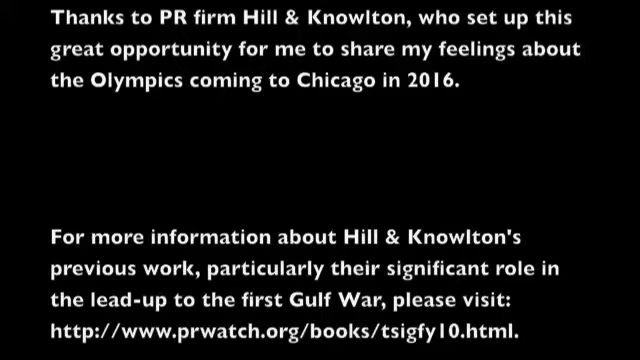 Thanks to PR firm Hill & Knowlton, who set up this
great opportunity for me to share my feelings about
the Olympics coming to Chicago in 2016.
For more information about Hill & Knowlton's
previous work, particularly their significant role in
the lead-up to the first Gulf War, please visit:
http://www.prwatch.org/books/tsigfy10.html.